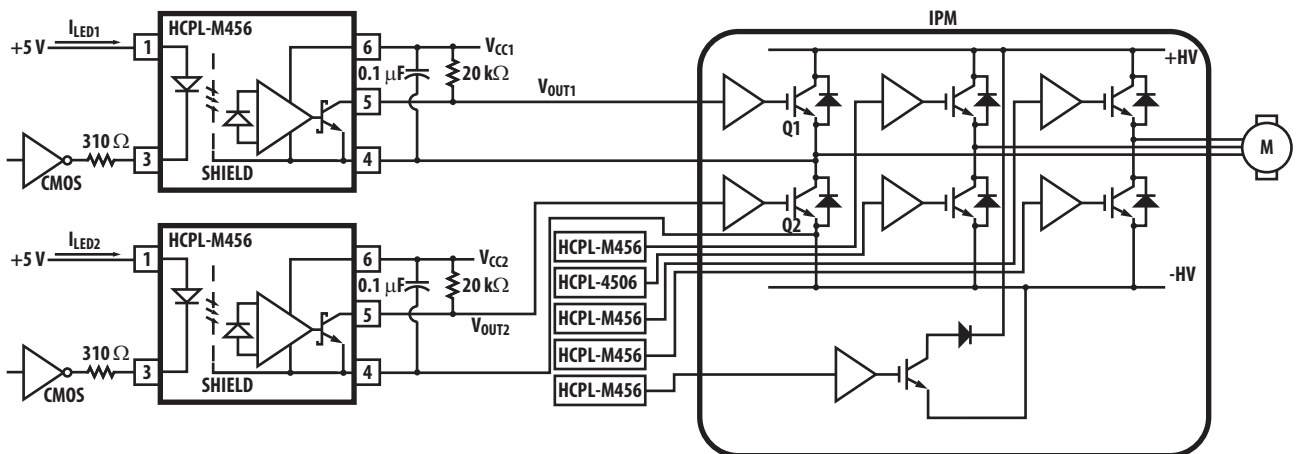 IPM
I_LED1
HCPL-M456
+5 V
1
6
V_CC1
0.1 μF
20 kΩ
5
V_OUT1
310 Ω
3
4
CMOS
SHIELD
+HV
Q1
M
I_LED2
HCPL-M456
+5 V
1
6
V_CC2
0.1 μF
20 kΩ
5
V_OUT2
310 Ω
3
4
CMOS
SHIELD
Q2
HCPL-M456
HCPL-4506
HCPL-M456
HCPL-M456
HCPL-M456
-HV